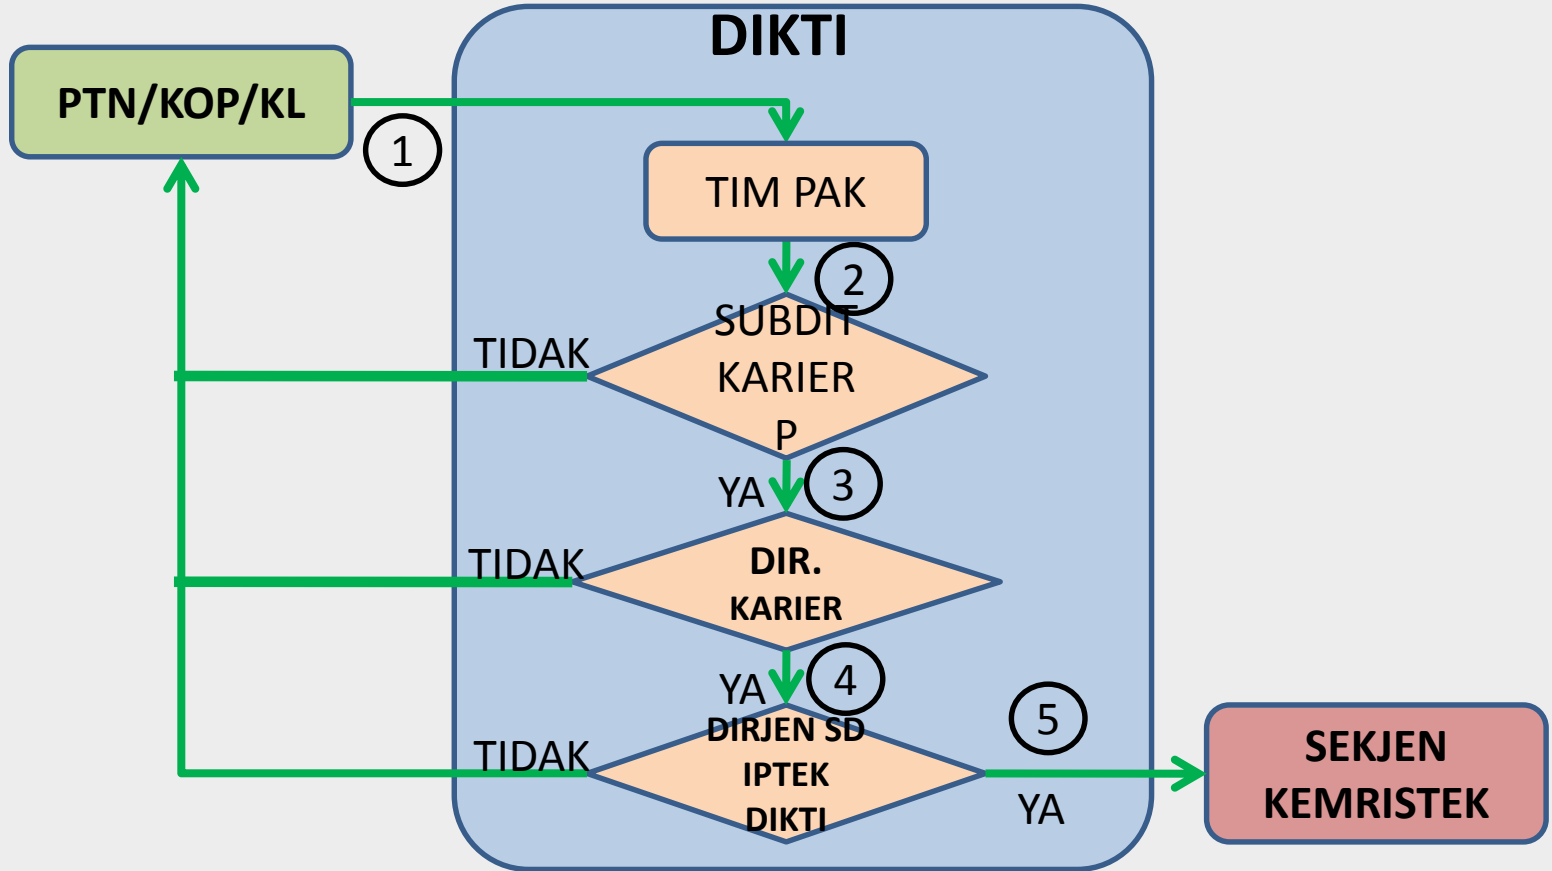 DIKTI
PTN/KOP/KL
1
TIM PAK
2
SUBDIT
KARIER
P
TIDAK
YA
3
DIR.
KARIER
TIDAK
YA
4
DIRJEN SD
IPTEK
DIKTI
TIDAK
5
YA
SEKJEN
KEMRISTEK